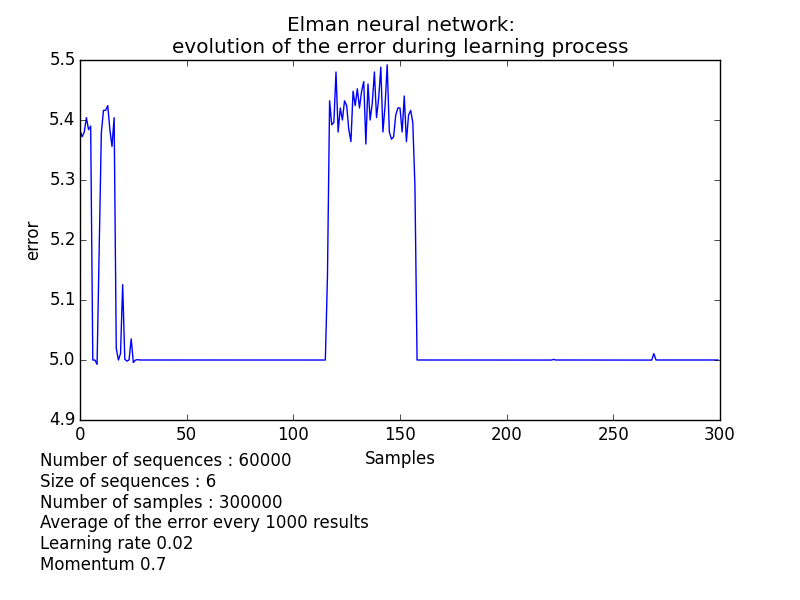 Elman neural network:
evolution of the error during learning process
5.5
5.4
5.3
5.2
5.1
5.0
4.9
error
0 50 100 150 200 250 300
Samples
Number of sequences : 60000
Size of sequences : 6
Number of samples : 300000
Average of the error every 1000 results
Learning rate 0.02
Momentum 0.7